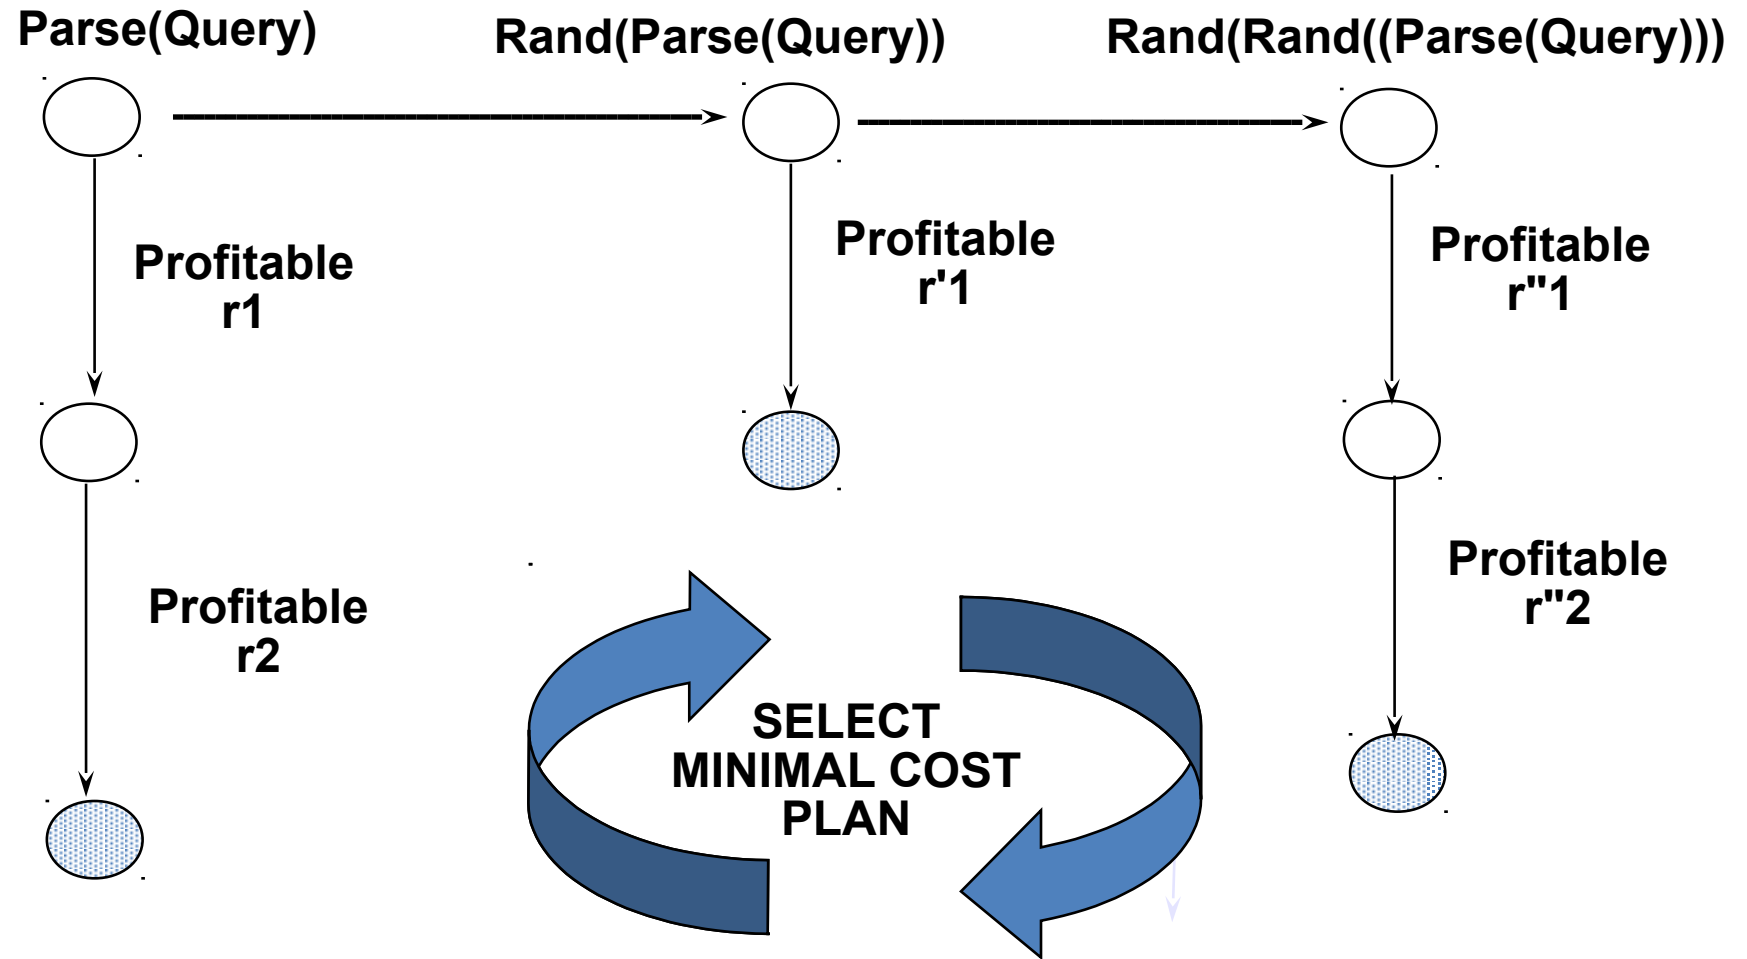 Parse(Query)
Rand(Parse(Query))
Rand(Rand((Parse(Query)))
Profitable
r1
Profitable
r'1
Profitable
r"1
Profitable
r2
Profitable
r"2
SELECT
MINIMAL COST
PLAN